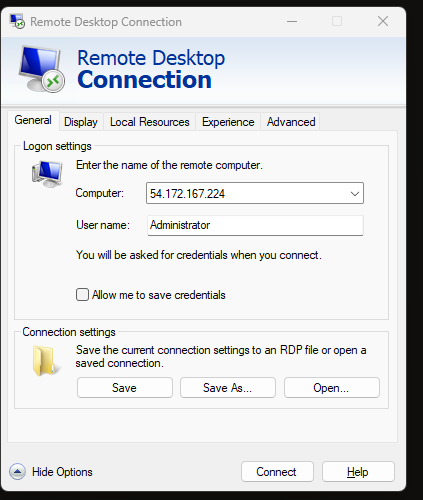 Remote Desktop Connection
Remote Desktop
Connection
General Display Local Resources Experience Advanced
Logon settings
Enter the name of the remote computer.
Computer: 54.172.167.224
User name: Administrator
You will be asked for credentials when you connect.
Allow me to save credentials
Connection settings
Save the current connection settings to an RDP file or open a
saved connection.
Save Save As... Open...
Hide Options Connect Help